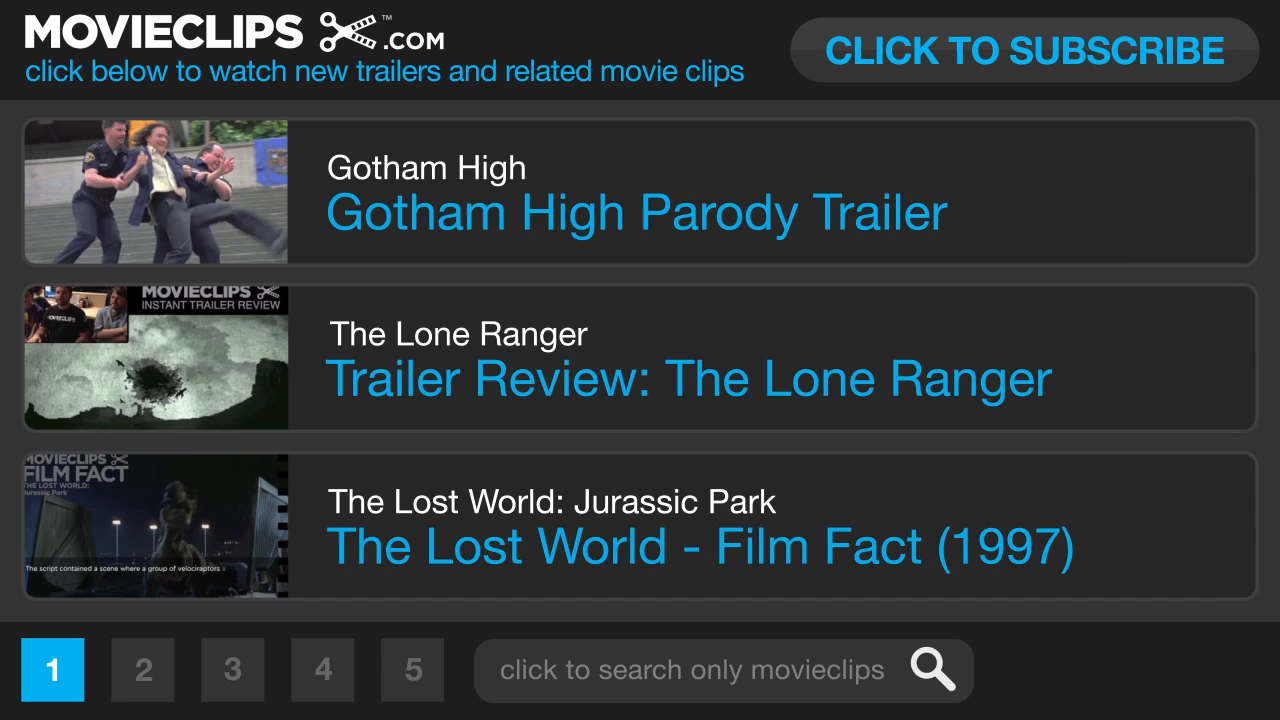 MOVIECLIPS ™ .COM
click below to watch new trailers and related movie clips
CLICK TO SUBSCRIBE
Gotham High
Gotham High Parody Trailer
MOVIECLIPS
INSTANT TRAILER REVIEW
MOVIECLIPS
The Lone Ranger
Trailer Review: The Lone Ranger
MOVIECLIPS
FILM FACT
THE LOST WORLD:
Jurassic Park
The script contained a scene where a group of velociraptors
The Lost World: Jurassic Park
The Lost World - Film Fact (1997)
1 2 3 4 5
click to search only movieclips